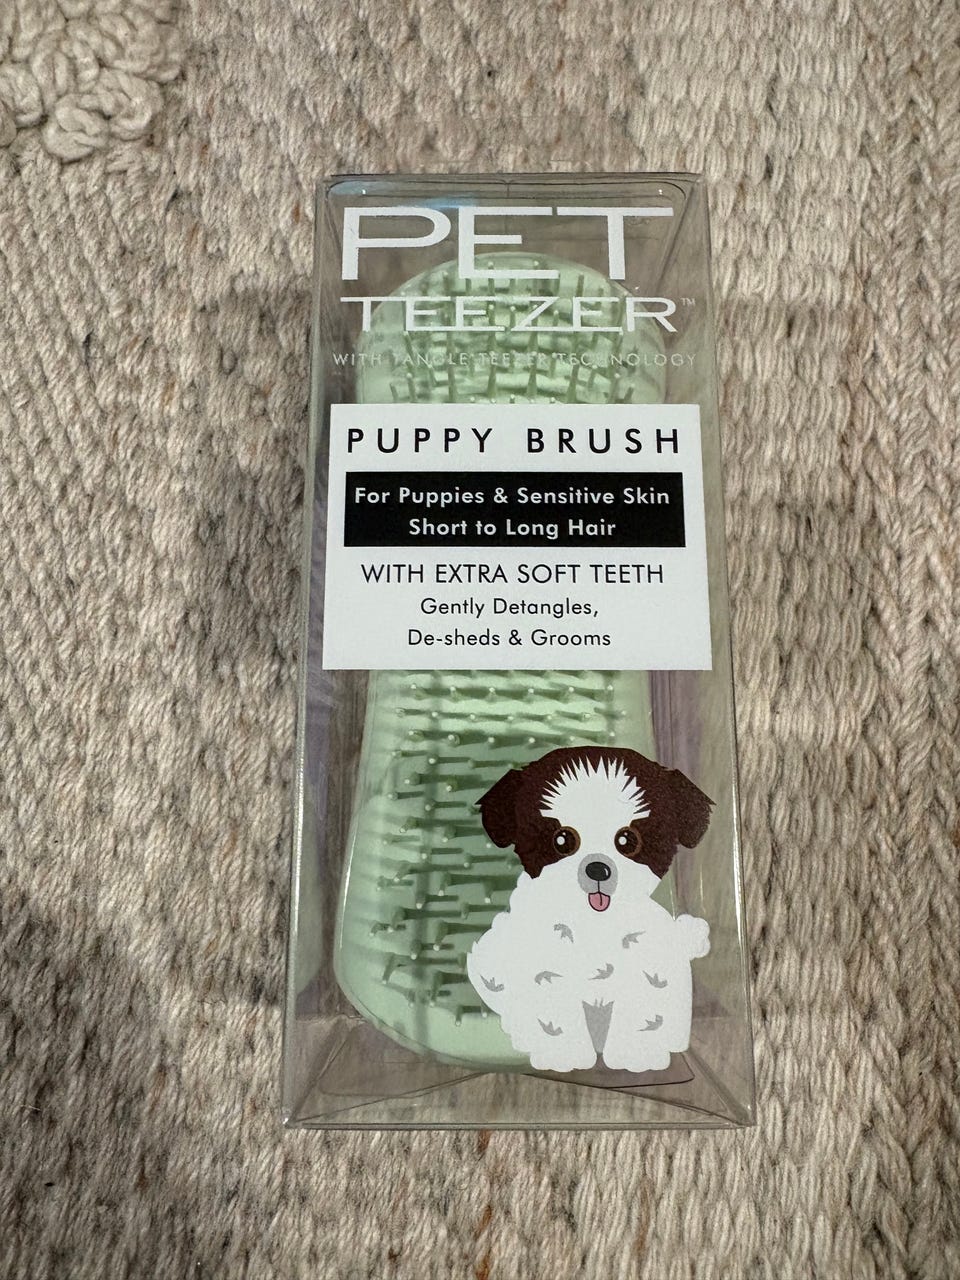 PET
TEEZER™
WITH TANGLE TEEZER TECHNOLOGY
PUPPY BRUSH
For Puppies & Sensitive Skin
Short to Long Hair
WITH EXTRA SOFT TEETH
Gently Detangles,
De-sheds & Grooms